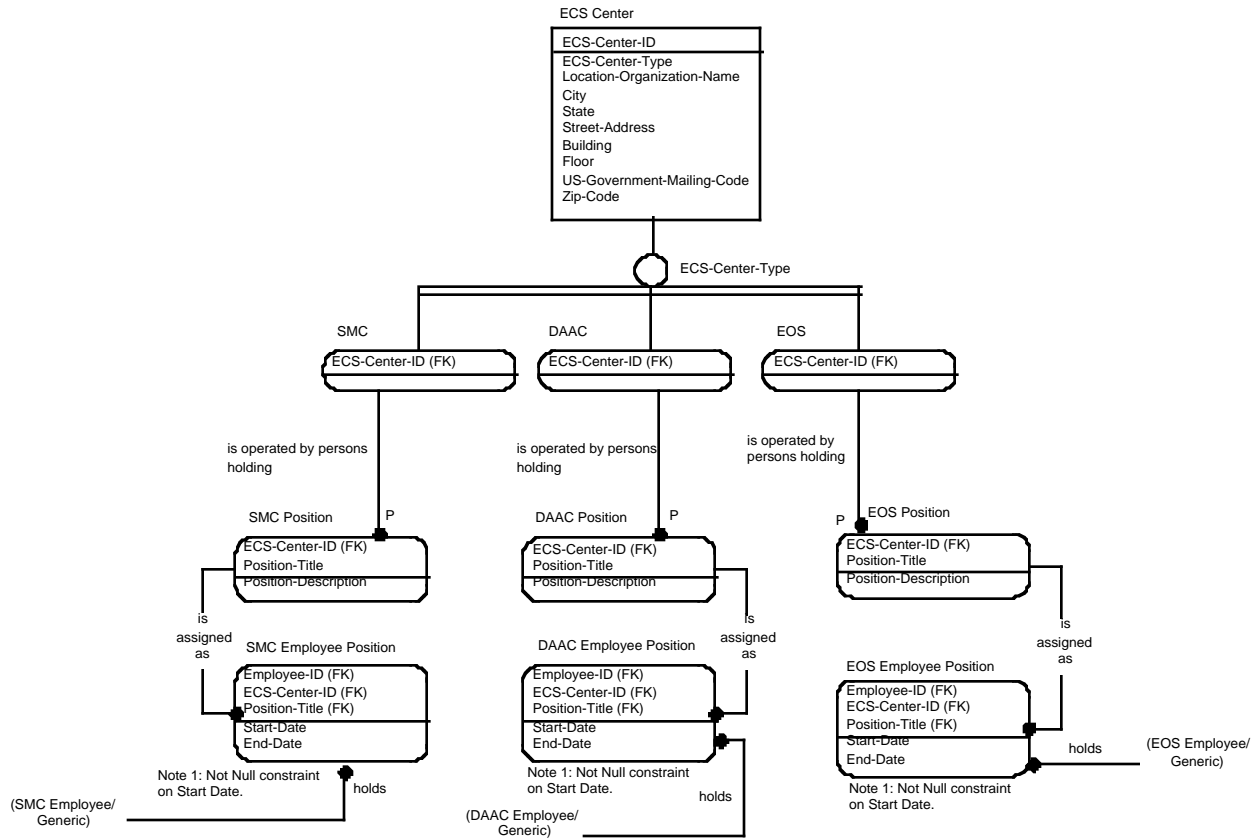 ECS Center
ECS-Center-ID
ECS-Center-Type
Location-Organization-Name
City
State
Street-Address
Building
Floor
US-Government-Mailing-Code
Zip-Code
ECS-Center-Type
SMC
ECS-Center-ID (FK)
DAAC
ECS-Center-ID (FK)
EOS
ECS-Center-ID (FK)
is operated by persons
holding
is operated by persons
holding
is operated by
persons holding
SMC Position
P
ECS-Center-ID (FK)
Position-Title
Position-Description
DAAC Position
P
ECS-Center-ID (FK)
Position-Title
Position-Description
P
EOS Position
ECS-Center-ID (FK)
Position-Title
Position-Description
is
assigned
as
is
assigned
as
is
assigned
as
SMC Employee Position
Employee-ID (FK)
ECS-Center-ID (FK)
Position-Title (FK)
Start-Date
End-Date
Note 1: Not Null constraint
on Start Date.
holds
(SMC Employee/
Generic)
DAAC Employee Position
Employee-ID (FK)
ECS-Center-ID (FK)
Position-Title (FK)
Start-Date
End-Date
Note 1: Not Null constraint
on Start Date.
holds
(DAAC Employee/
Generic)
EOS Employee Position
Employee-ID (FK)
ECS-Center-ID (FK)
Position-Title (FK)
Start-Date
End-Date
Note 1: Not Null constraint
on Start Date.
holds
(EOS Employee/
Generic)